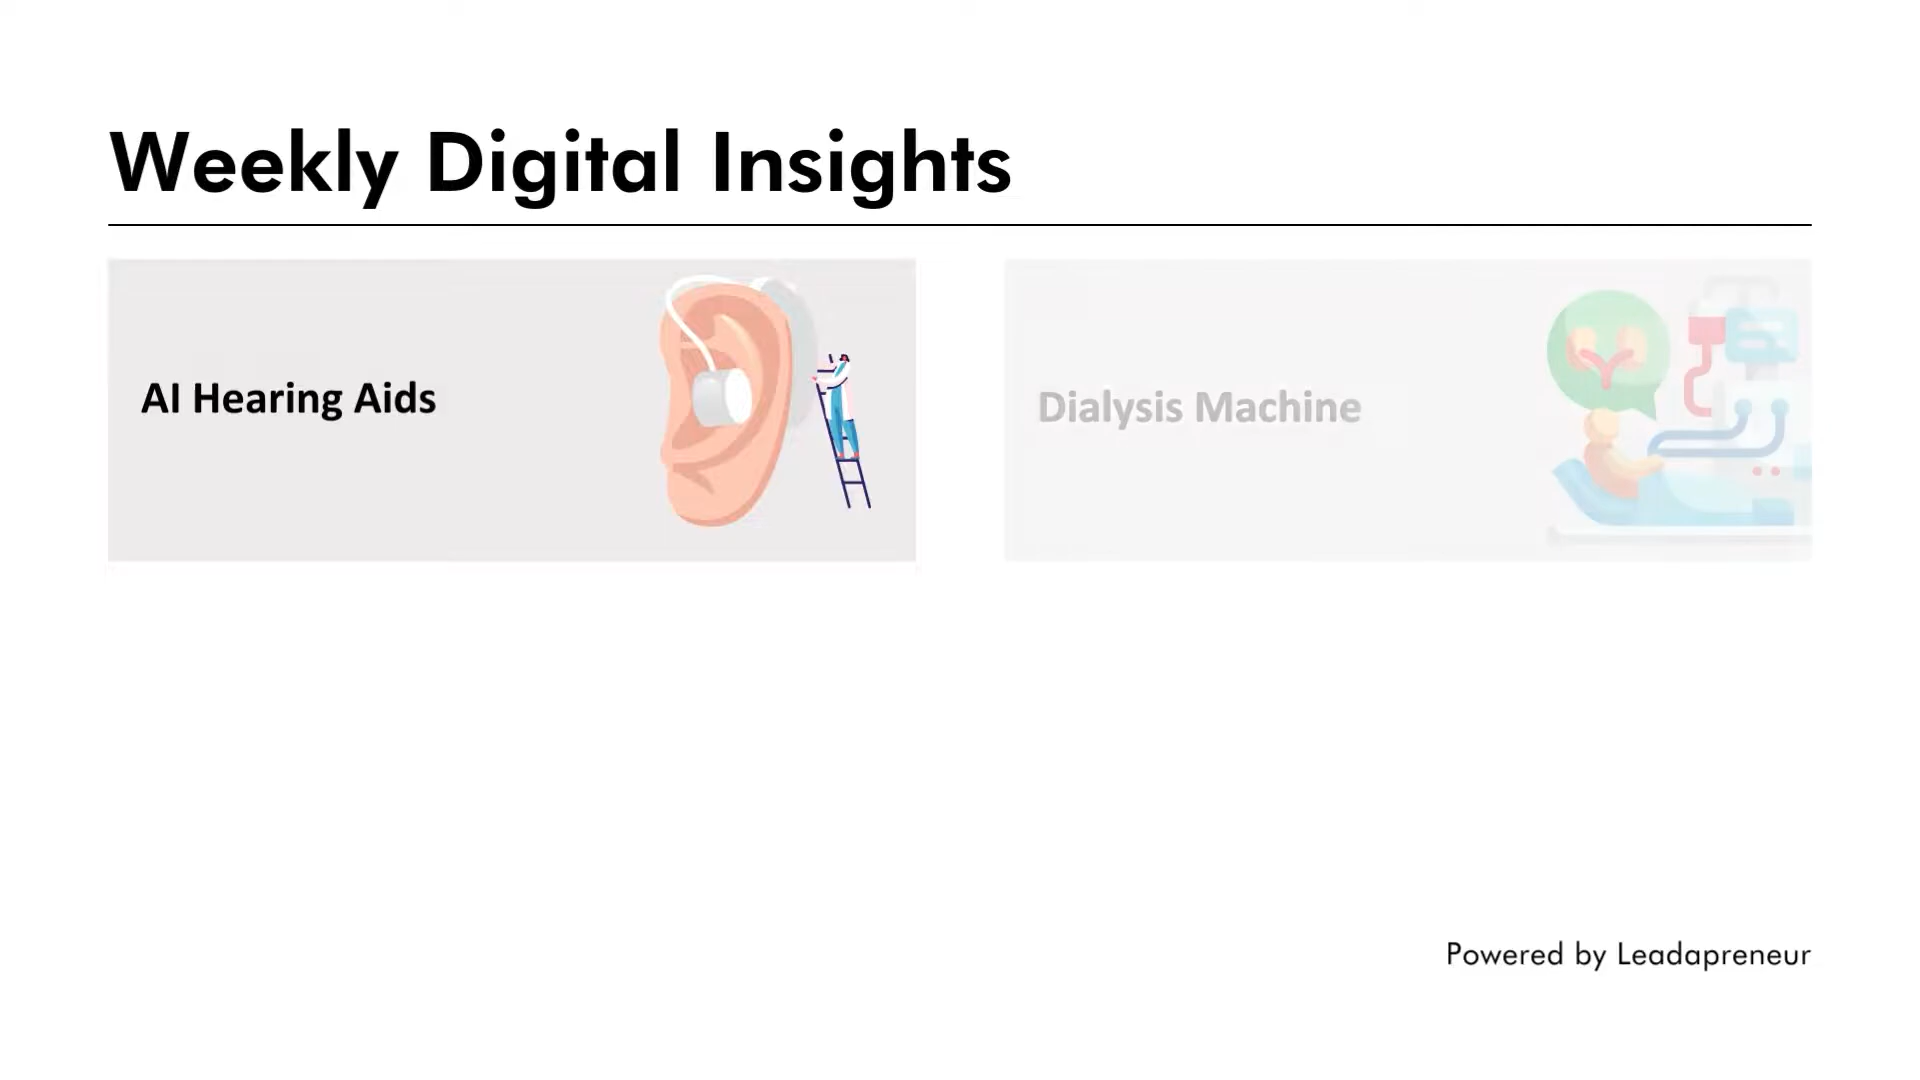 Weekly Digital Insights
AI Hearing Aids
Dialysis Machine
Powered by Leadapreneur